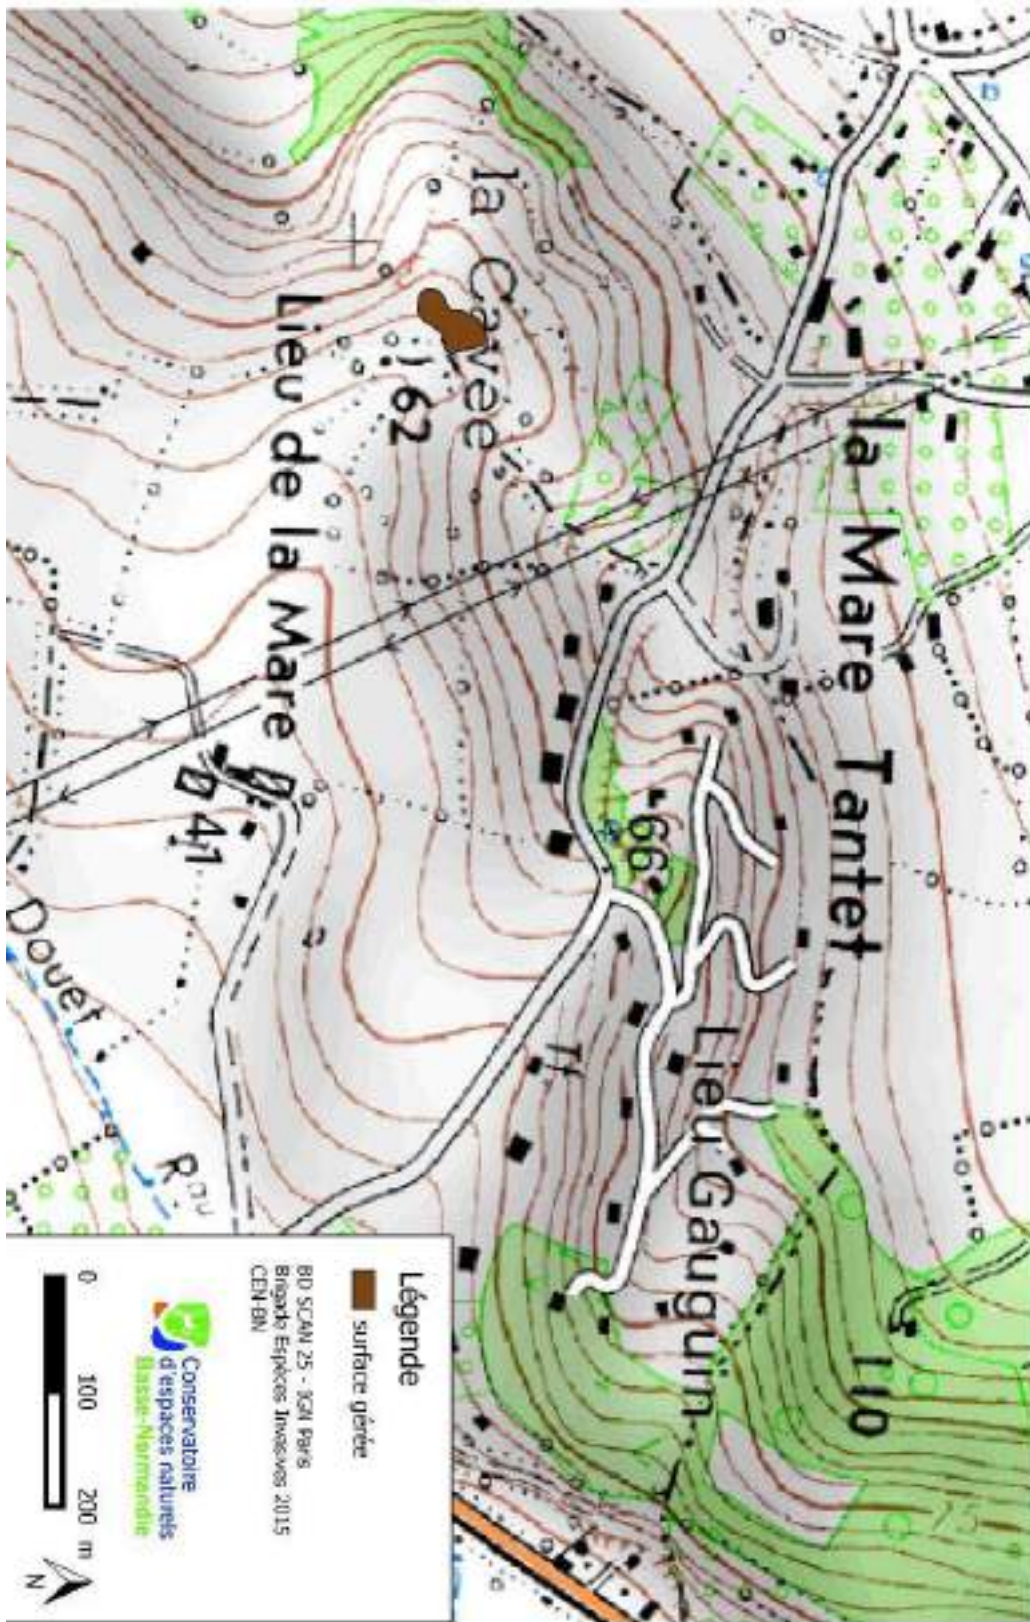 la Mare Tantet
110
Lieu Gauguin
66
Tf
la Cavée
62
Lieu de la Mare
41
Douet
Légende
surface gérée
BD SCAN 25 - IGN Paris
Brigade Espèces Invasives 2015
CEN-BN
Conservatoire
d'espaces naturels
Basse-Normandie
0 100 200 m
N